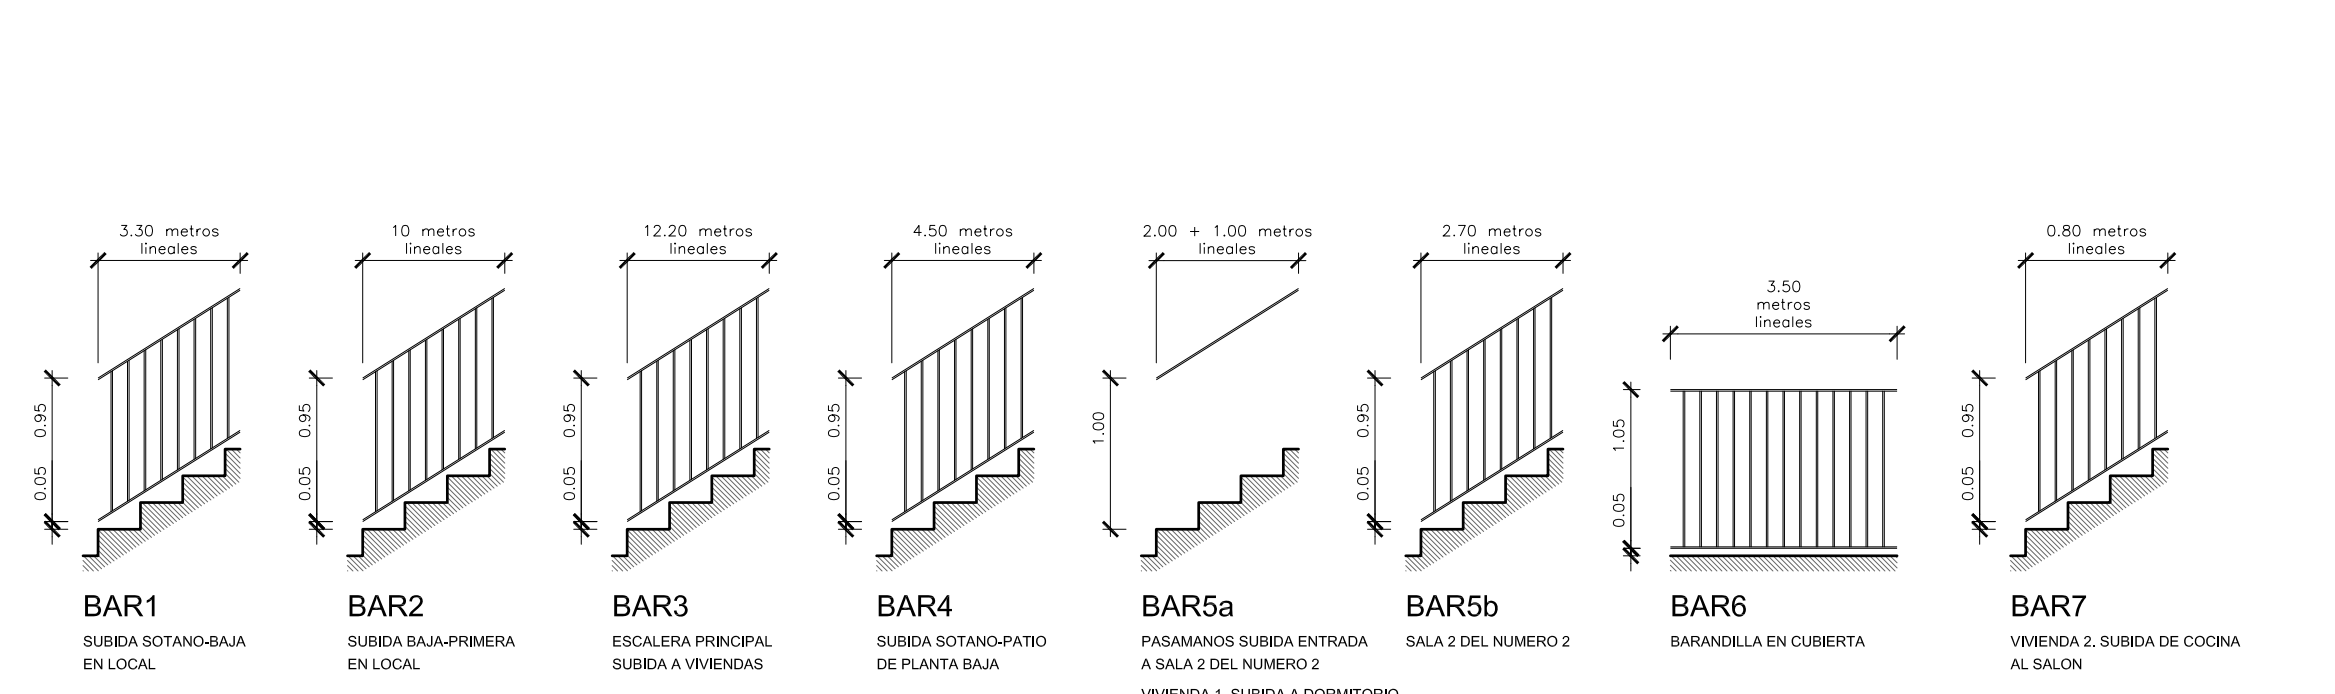 3.30 metros
lineales
0.95
0.05
BAR1
SUBIDA SOTANO-BAJA
EN LOCAL
10 metros
lineales
0.95
0.05
BAR2
SUBIDA BAJA-PRIMERA
EN LOCAL
12.20 metros
lineales
0.95
0.05
BAR3
ESCALERA PRINCIPAL
SUBIDA A VIVIENDAS
4.50 metros
lineales
0.95
0.05
BAR4
SUBIDA SOTANO-PATIO
DE PLANTA BAJA
2.00 + 1.00 metros
lineales
1.00
BAR5a
PASAMANOS SUBIDA ENTRADA
A SALA 2 DEL NUMERO 2
VIVIENDA 1. SUBIDA A DORMITORIO
2.70 metros
lineales
0.95
0.05
BAR5b
SALA 2 DEL NUMERO 2
3.50
metros
lineales
1.05
0.05
BAR6
BARANDILLA EN CUBIERTA
0.80 metros
lineales
0.95
0.05
BAR7
VIVIENDA 2. SUBIDA DE COCINA
AL SALON